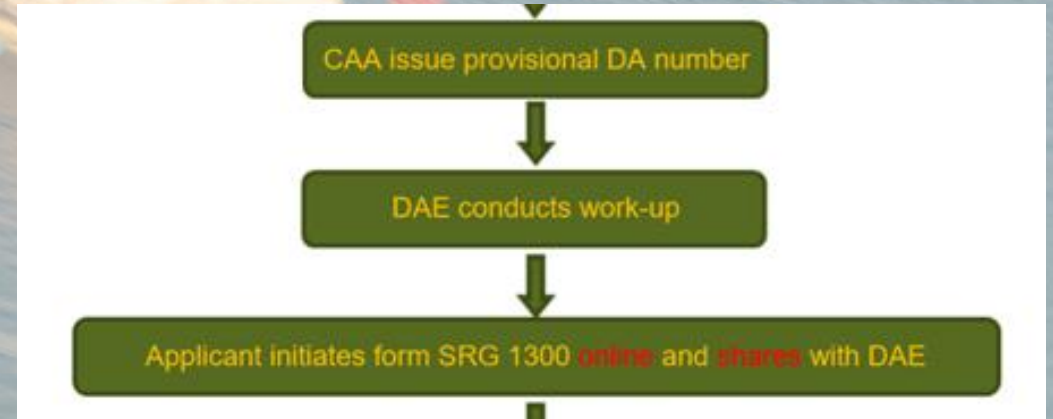 CAA issue provisional DA number
DAE conducts work-up
Applicant initiates form SRG 1300 online and shares with DAE